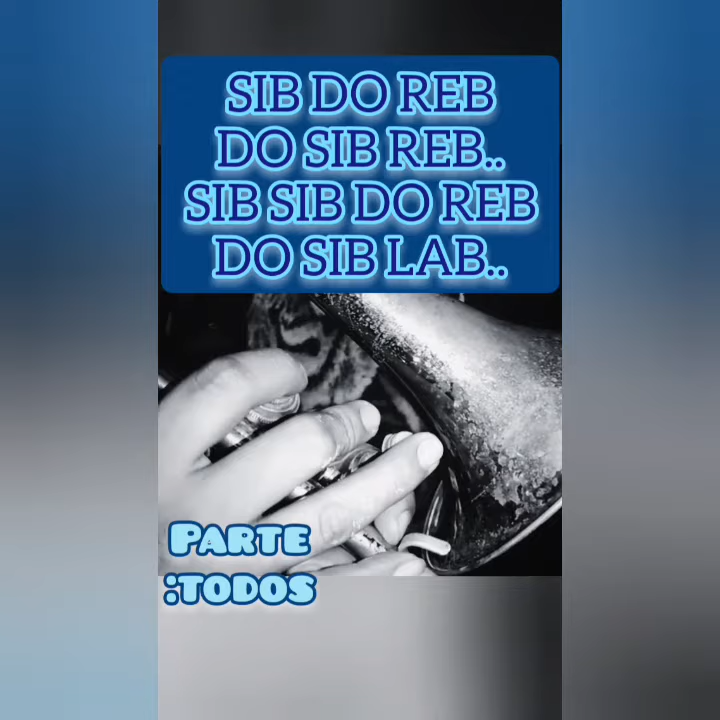 SIB DO REB
DO SIB REB..
SIB SIB DO REB
DO SIB LAB..
PARTE
:TODOS